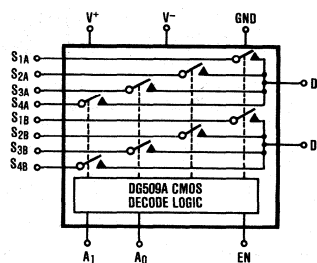 V+ V− GND
S1A
S2A
S3A D
S4A
S1B
S2B D
S3B
S4B
DG509A CMOS
DECODE LOGIC
A1 A0 EN